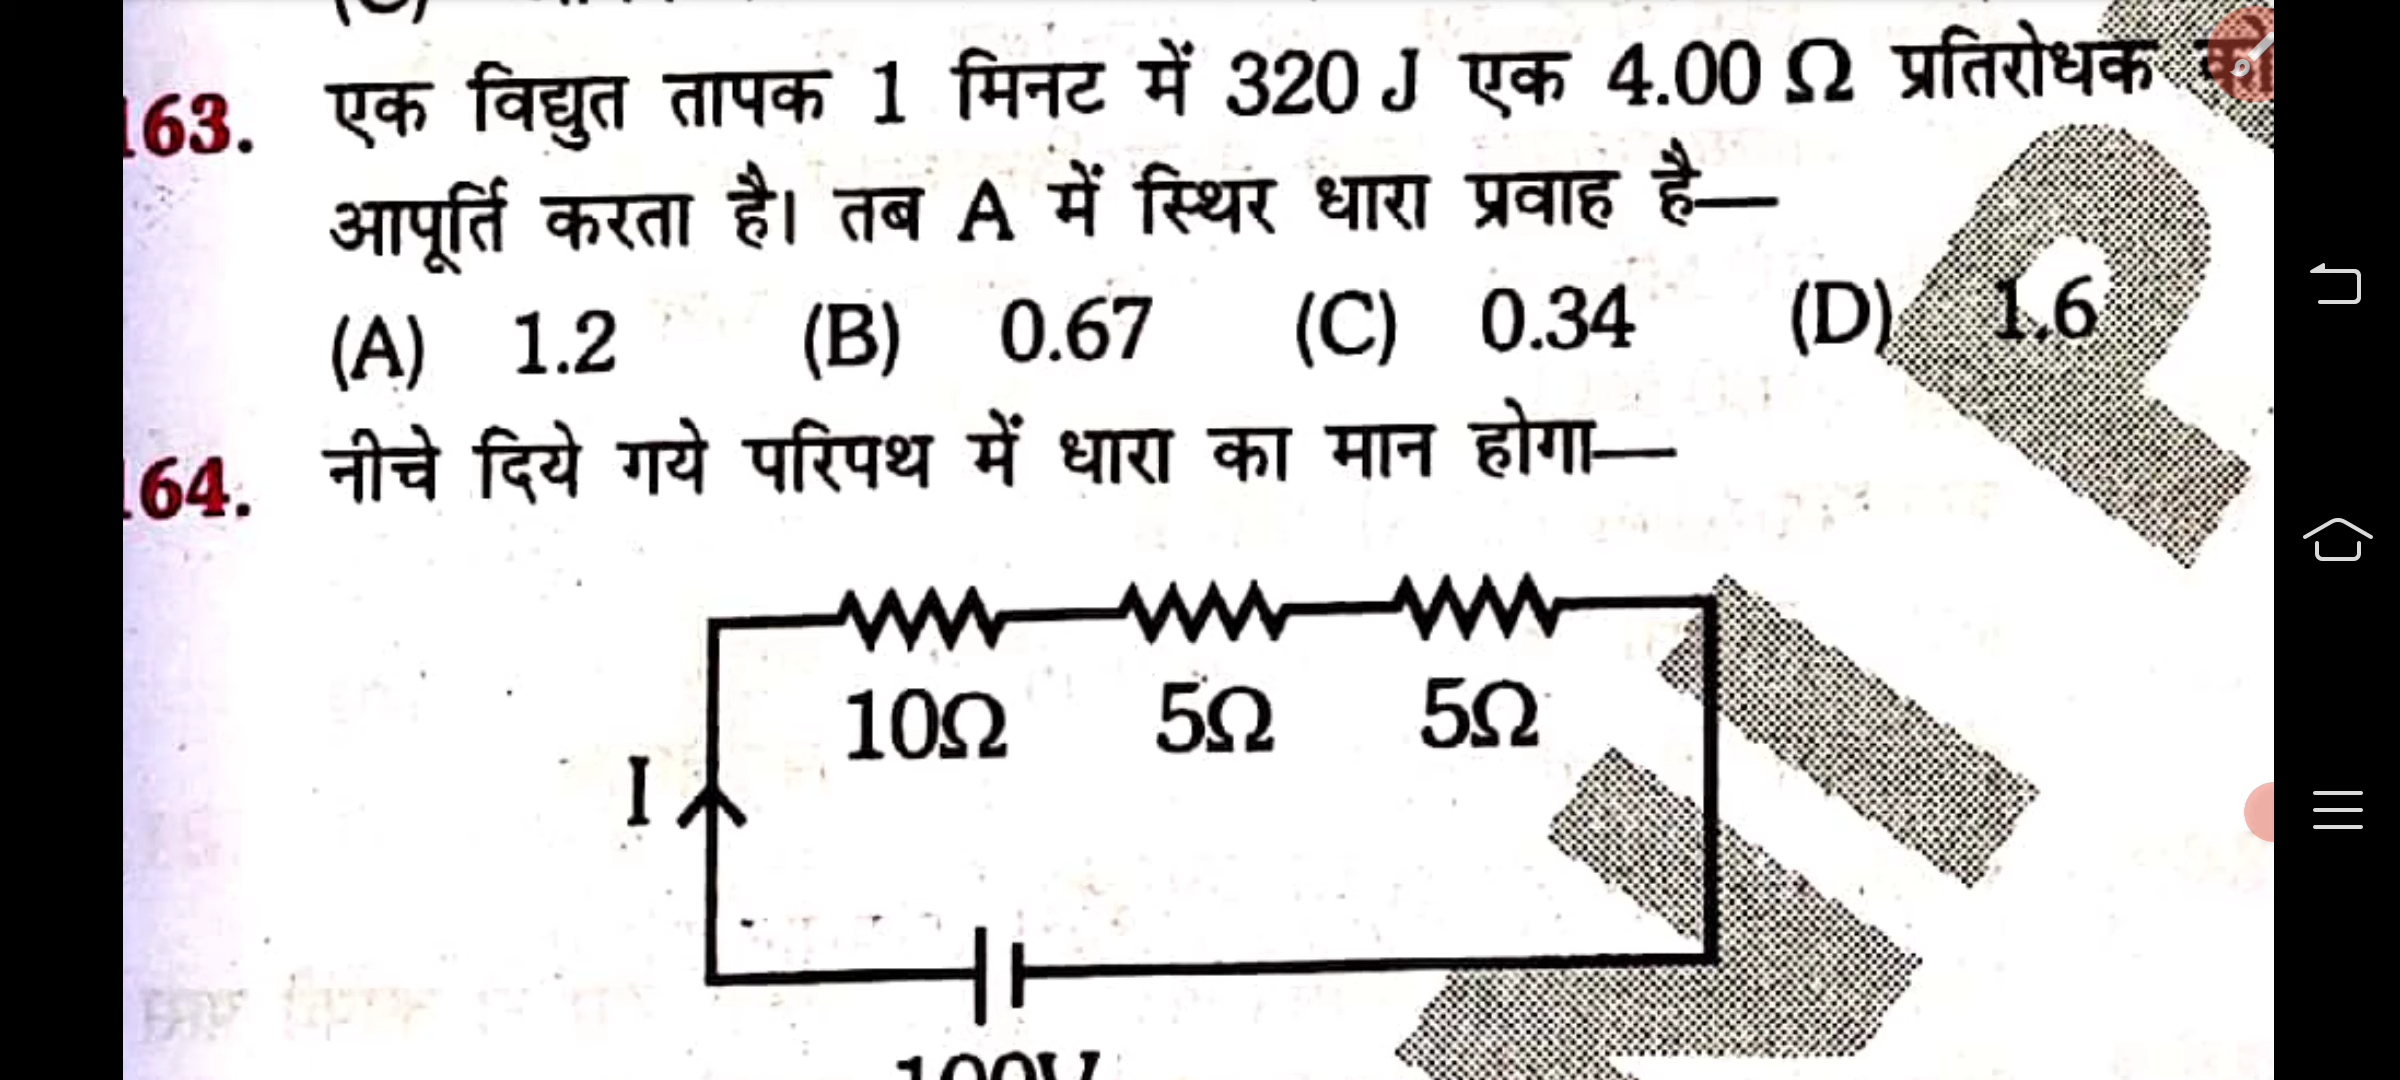 163. एक विद्युत तापक 1 मिनट में 320 J एक 4.00 Ω प्रतिरोधक को
आपूर्ति करता है। तब A में स्थिर धारा प्रवाह है—
(A) 1.2 (B) 0.67 (C) 0.34 (D) 1.6
164. नीचे दिये गये परिपथ में धारा का मान होगा—
10Ω 5Ω 5Ω
I
100V